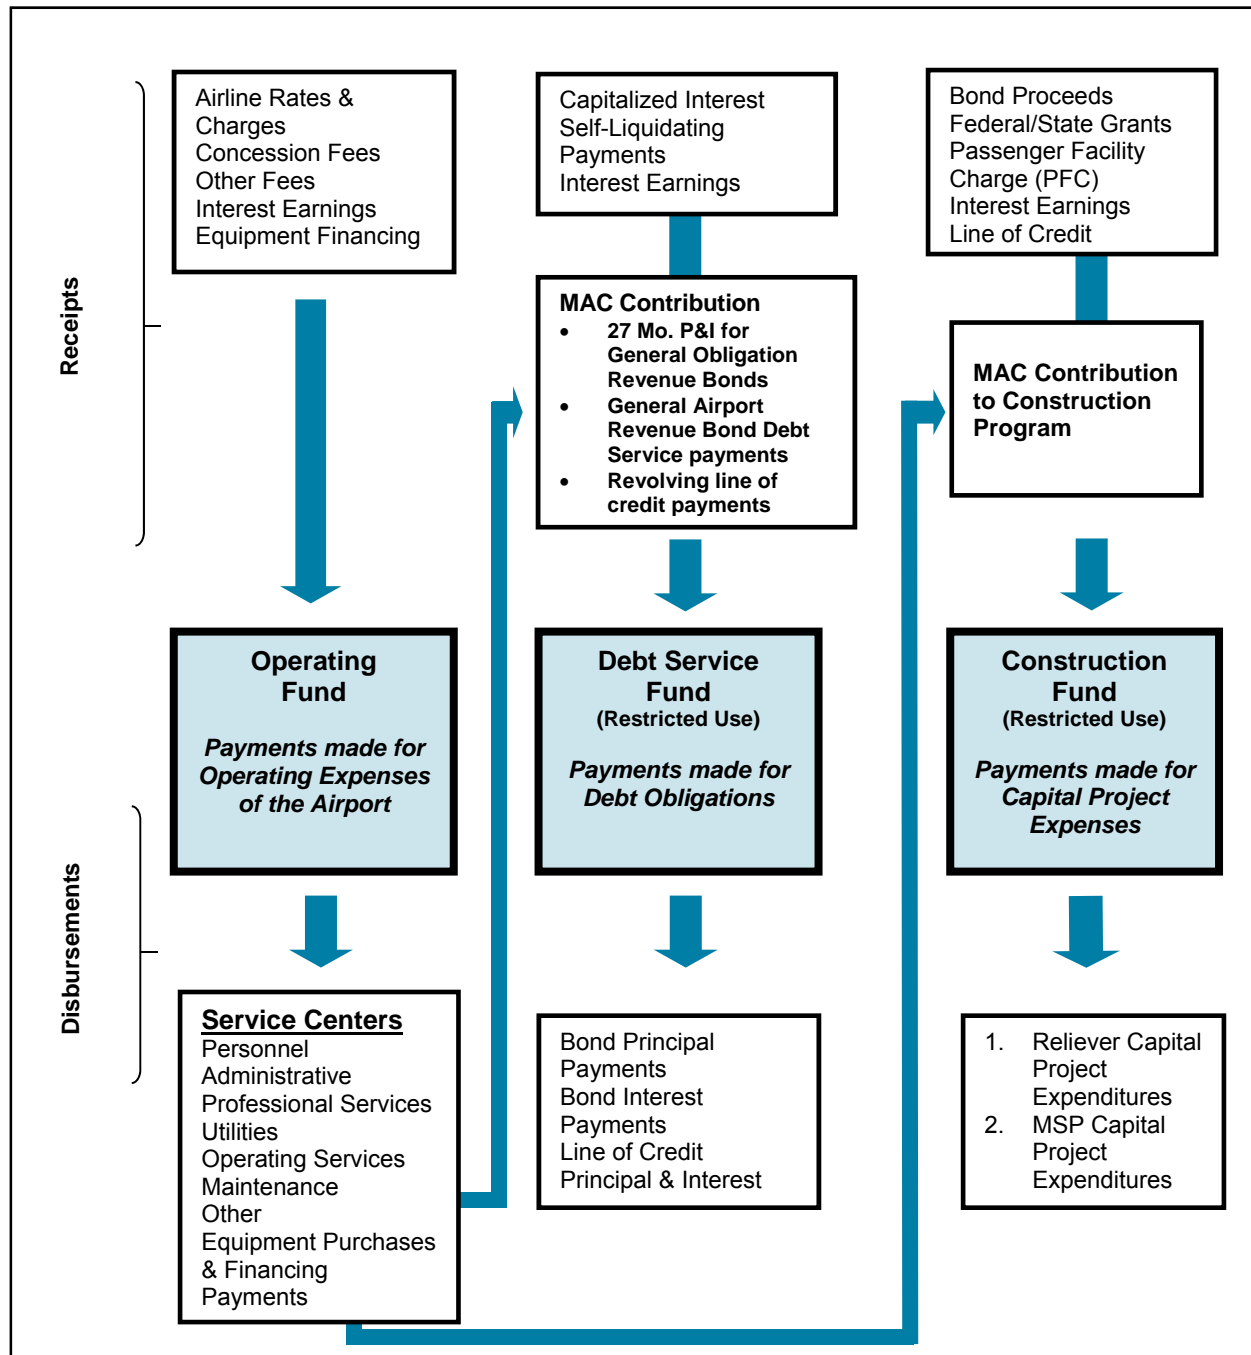 Receipts
Airline Rates &
Charges
Concession Fees
Other Fees
Interest Earnings
Equipment Financing
Capitalized Interest
Self-Liquidating
Payments
Interest Earnings
Bond Proceeds
Federal/State Grants
Passenger Facility
Charge (PFC)
Interest Earnings
Line of Credit
MAC Contribution
• 27 Mo. P&I for
General Obligation
Revenue Bonds
• General Airport
Revenue Bond Debt
Service payments
• Revolving line of
credit payments
MAC Contribution
to Construction
Program
Operating
Fund
Payments made for
Operating Expenses
of the Airport
Debt Service
Fund
(Restricted Use)
Payments made for
Debt Obligations
Construction
Fund
(Restricted Use)
Payments made for
Capital Project
Expenses
Disbursements
Service Centers
Personnel
Administrative
Professional Services
Utilities
Operating Services
Maintenance
Other
Equipment Purchases
& Financing
Payments
Bond Principal
Payments
Bond Interest
Payments
Line of Credit
Principal & Interest
1. Reliever Capital
Project
Expenditures
2. MSP Capital
Project
Expenditures